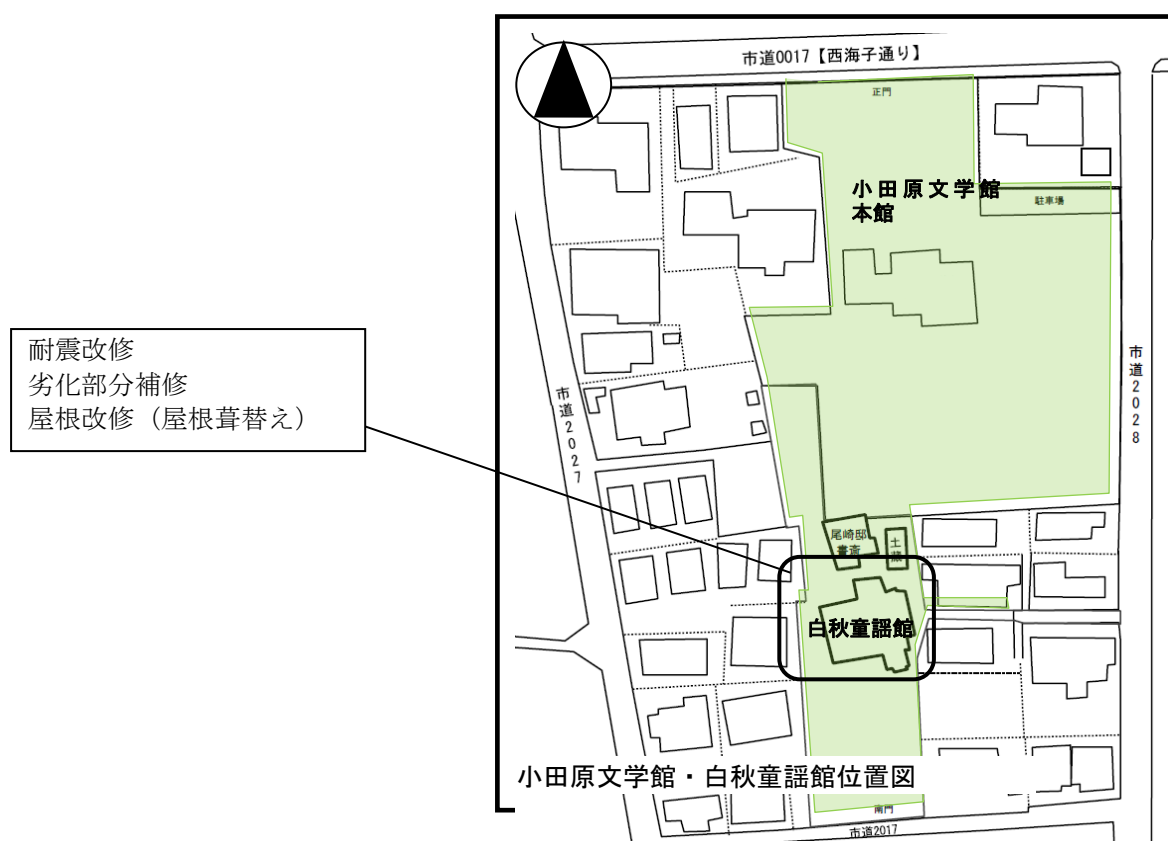 市道0017【西海子通り】
正門
小田原文学館
本館
駐車場
耐震改修
劣化部分補修
屋根改修（屋根葺替え）
市道2027
市道2028
尾崎邸
書斎
土蔵
白秋童謡館
小田原文学館・白秋童謡館位置図
南門
市道2017